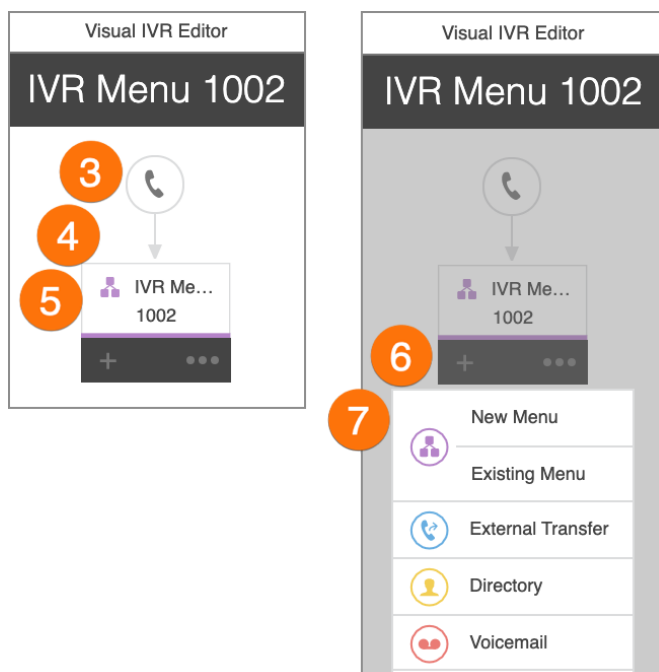 Visual IVR Editor
IVR Menu 1002
3
4
5
IVR Me...
1002
+
Visual IVR Editor
IVR Menu 1002
IVR Me...
1002
6
+
7
New Menu
Existing Menu
External Transfer
Directory
Voicemail